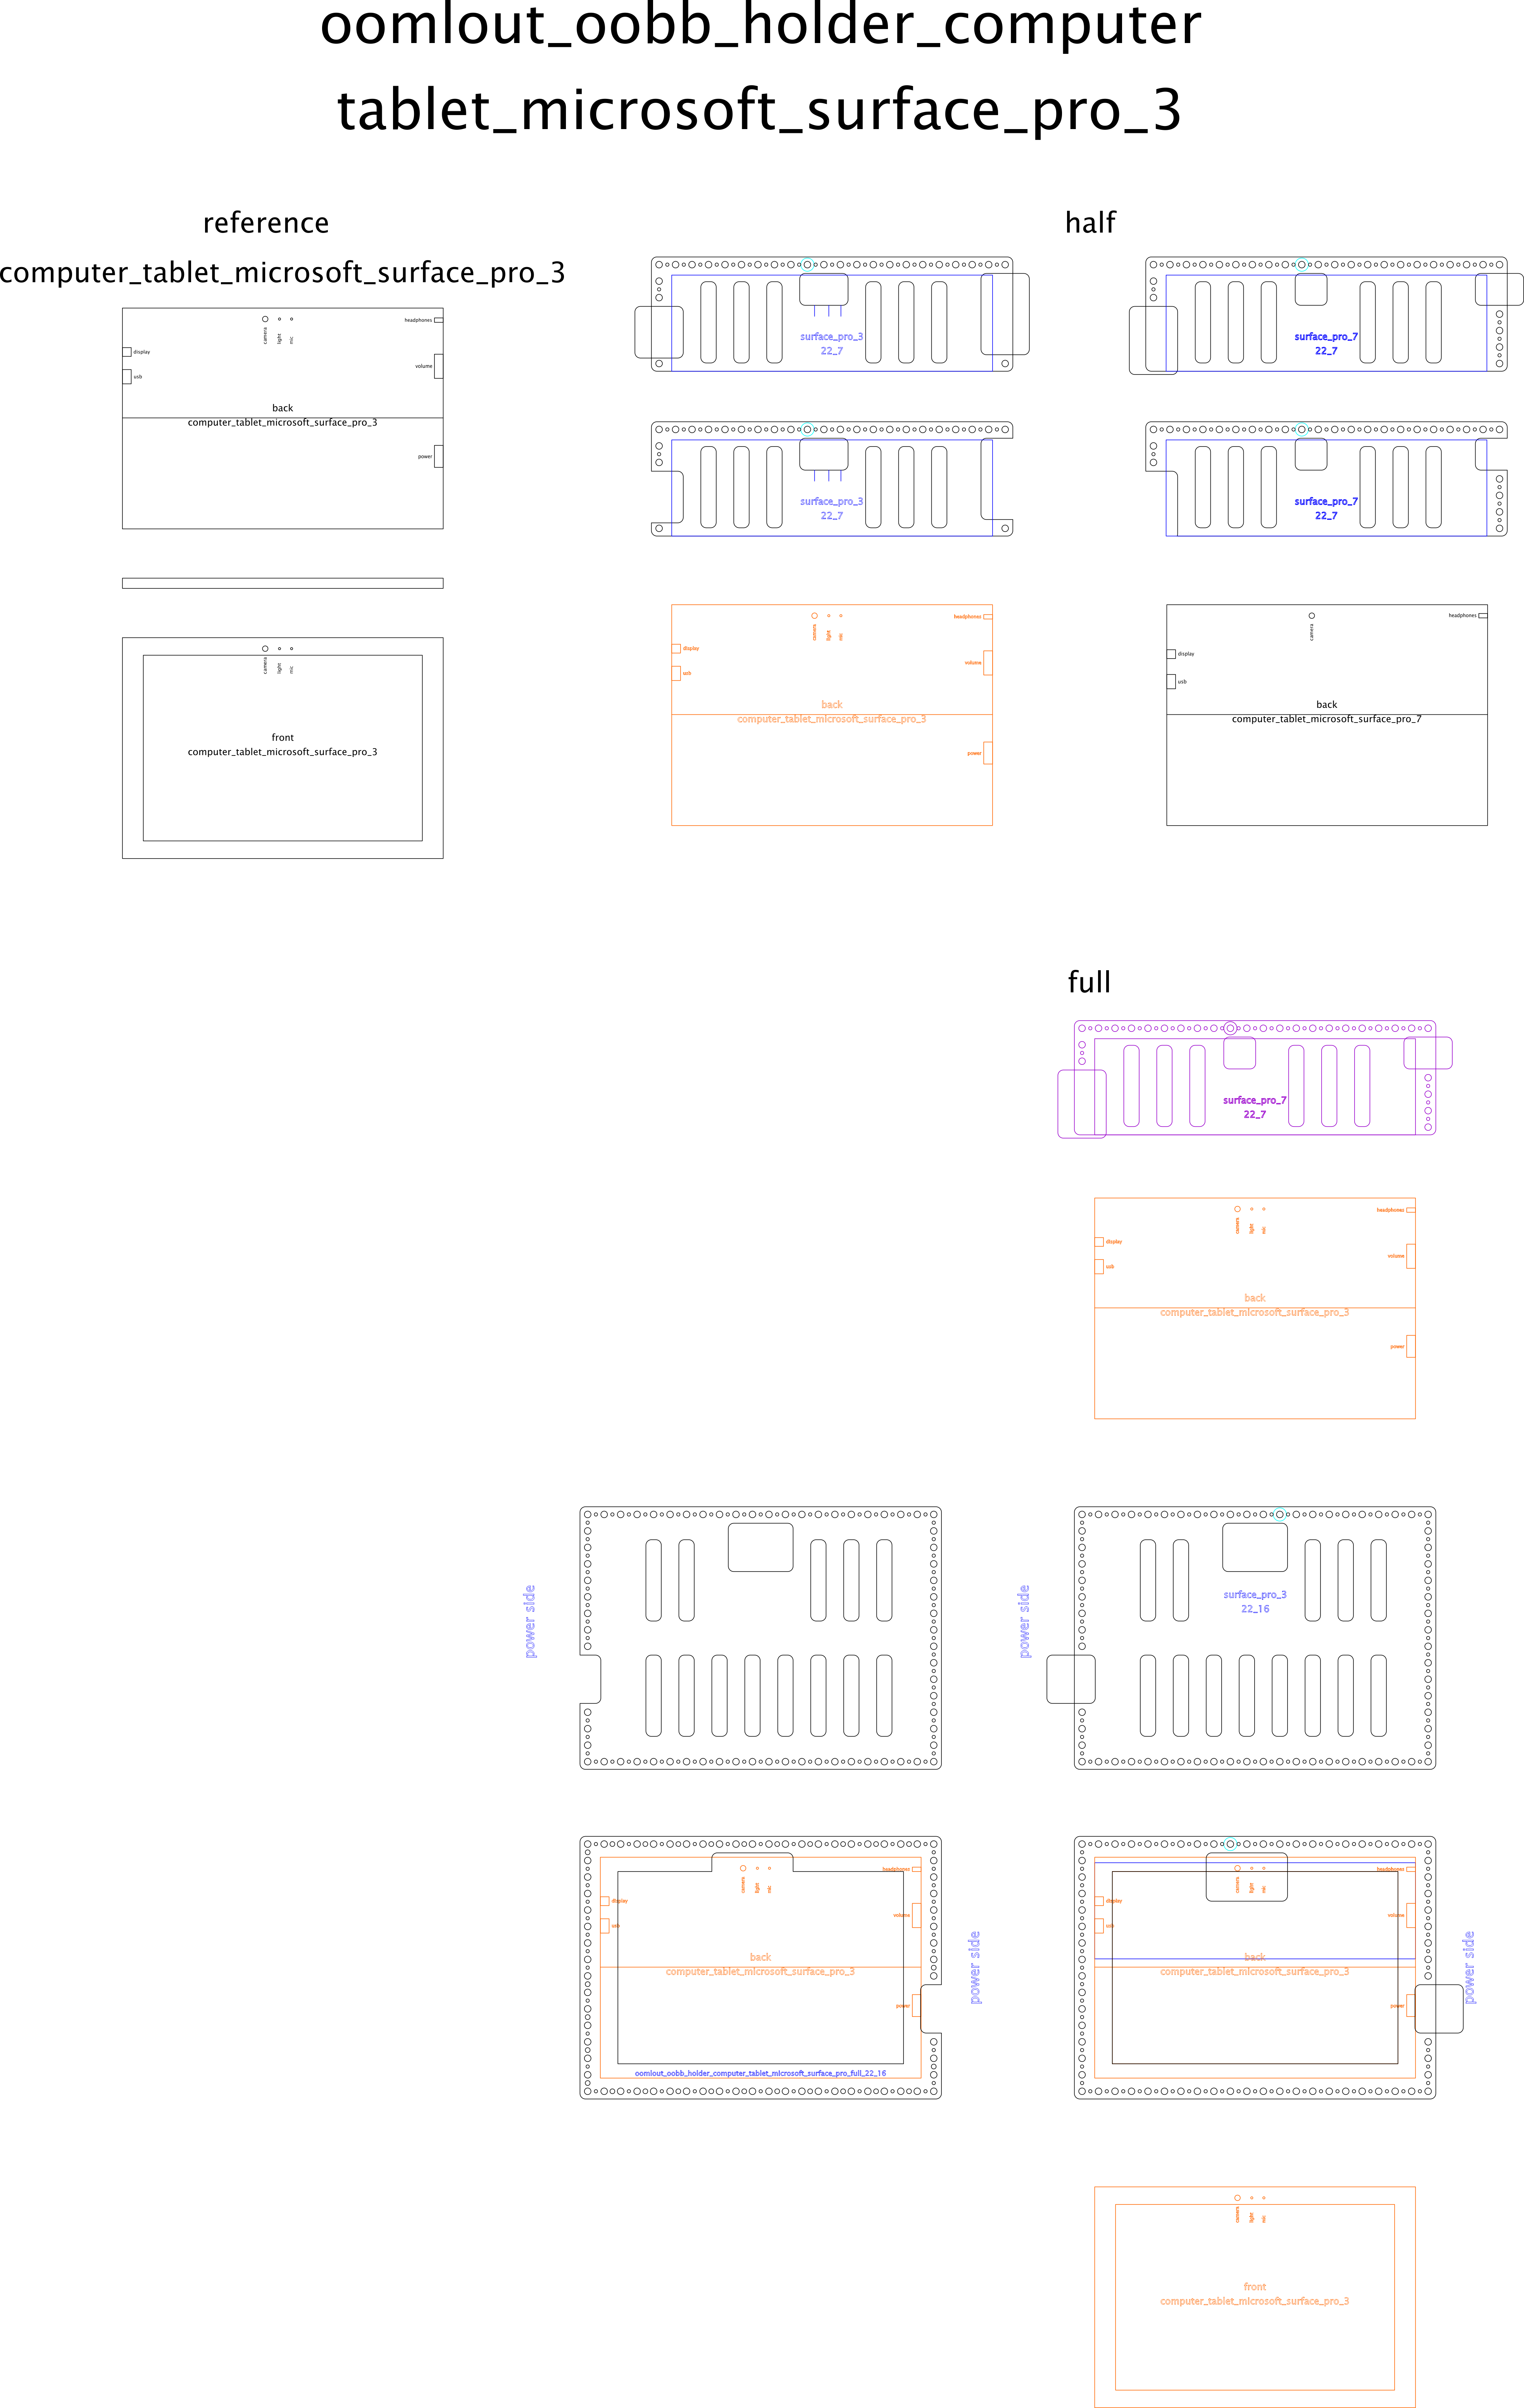 oomlout_oobb_holder_computer
tablet_microsoft_surface_pro_3
reference
computer_tablet_microsoft_surface_pro_3
camera
light
mic
headphones
display
usb
volume
back
computer_tablet_microsoft_surface_pro_3
power
camera
light
mic
front
computer_tablet_microsoft_surface_pro_3
half
surface_pro_3
22_7
surface_pro_7
22_7
surface_pro_3
22_7
surface_pro_7
22_7
camera
light
mic
headphones
display
usb
volume
back
computer_tablet_microsoft_surface_pro_3
power
camera
headphones
display
usb
back
computer_tablet_microsoft_surface_pro_7
full
surface_pro_7
22_7
camera
light
mic
headphones
display
usb
volume
back
computer_tablet_microsoft_surface_pro_3
power
power side
power side
surface_pro_3
22_16
camera
light
mic
headphones
display
usb
volume
back
computer_tablet_microsoft_surface_pro_3
power
power side
oomlout_oobb_holder_computer_tablet_microsoft_surface_pro_full_22_16
camera
light
mic
headphones
display
usb
volume
back
computer_tablet_microsoft_surface_pro_3
power
power side
camera
light
mic
front
computer_tablet_microsoft_surface_pro_3